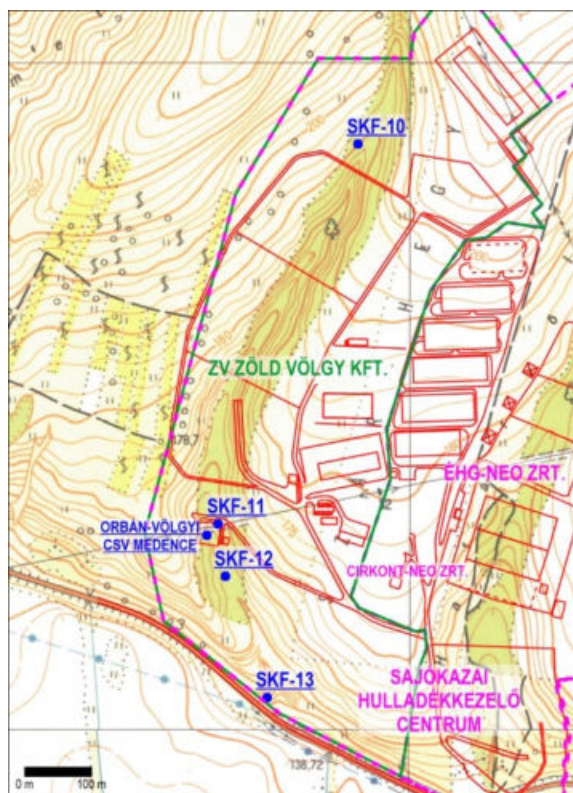 SKF-10
ZV ZÖLD VÖLGY KFT.
178,7
ÉHG-NEO ZRT.
SKF-11
ORBÁN-VÖLGYI
CSV MEDENCE
SKF-12
CIRKONT-NEO ZRT.
SAJÓKAZAI
HULLADÉKKEZELŐ
CENTRUM
SKF-13
138,72
0 m 100 m